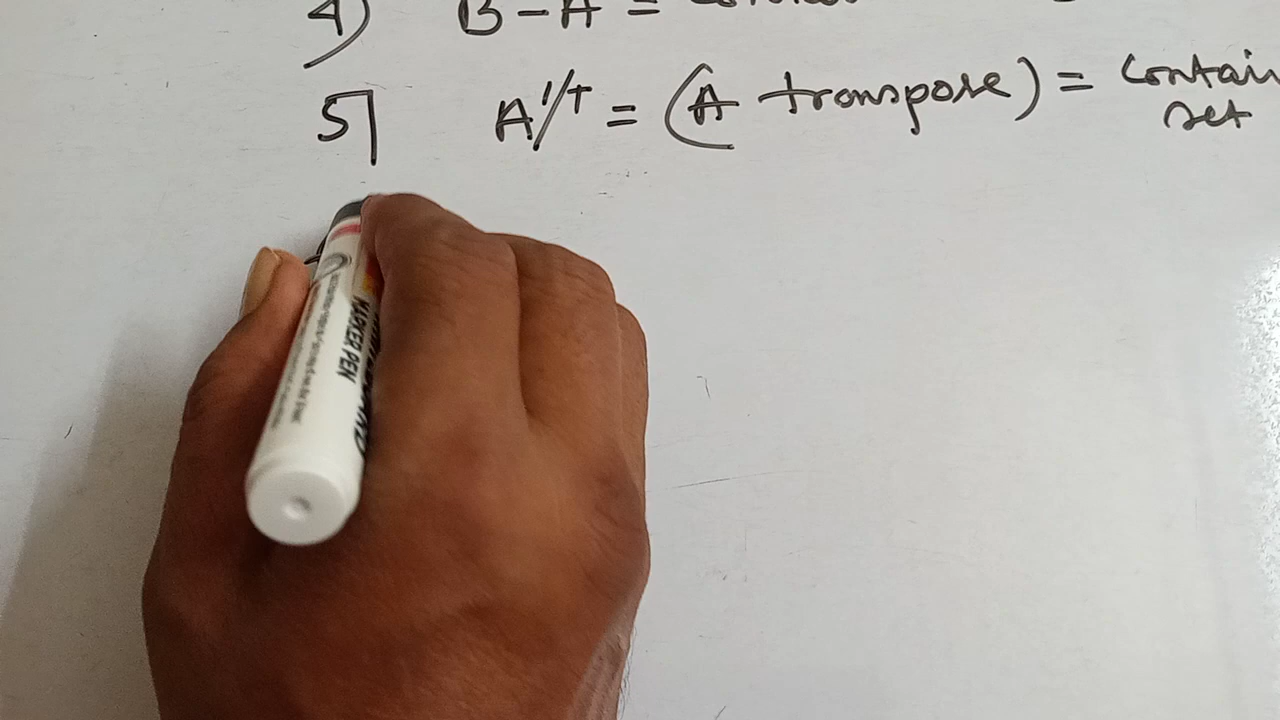 4) B - A =
5) A'/T = (A transpose) = contain
set
MARKER PEN